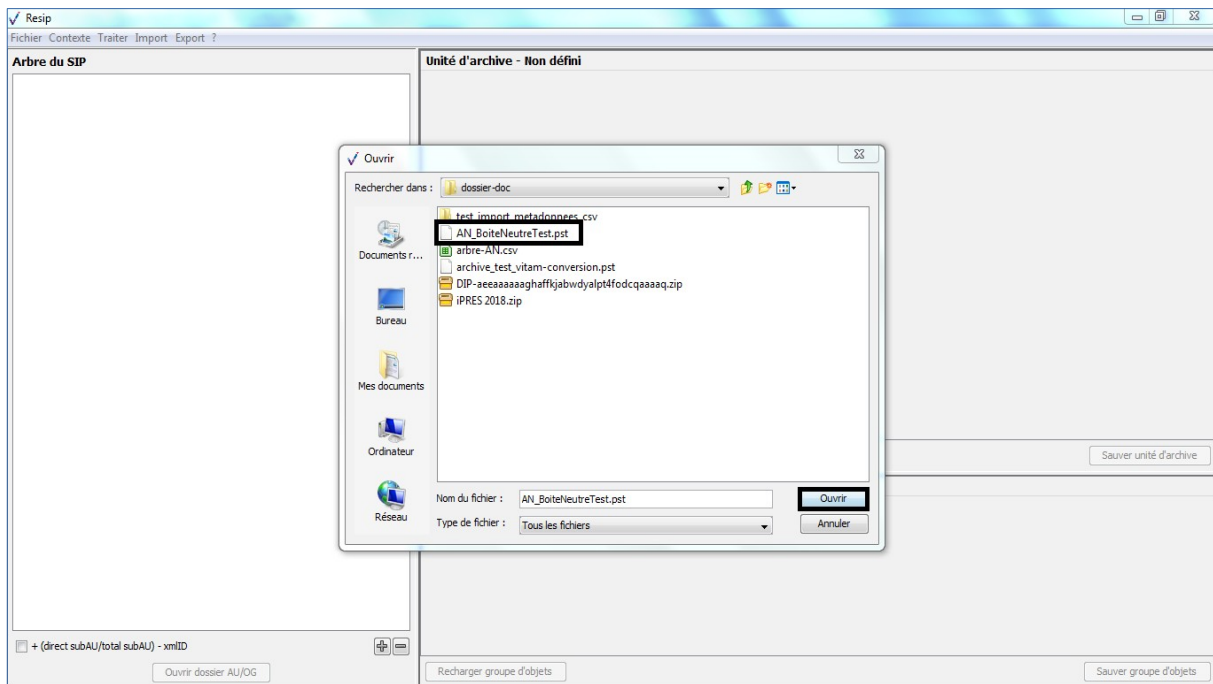 Resip
Fichier Contexte Traiter Import Export ?
Arbre du SIP
Unité d'archive - Non défini
Ouvrir
Rechercher dans :
dossier-doc
test_import_metadonnees_csv
AN_BoiteNeutreTest.pst
arbre-AN.csv
archive_test_vitam-conversion.pst
DIP-aeeaaaaaaghaffkjabwdyalpt4fodcqaaaaq.zip
iPRES 2018.zip
Documents r...
Bureau
Mes documents
Ordinateur
Réseau
Nom du fichier :
AN_BoiteNeutreTest.pst
Ouvrir
Type de fichier :
Tous les fichiers
Annuler
Sauver unité d'archive
+ (direct subAU/total subAU) - xmlID
Ouvrir dossier AU/OG
Recharger groupe d'objets
Sauver groupe d'objets